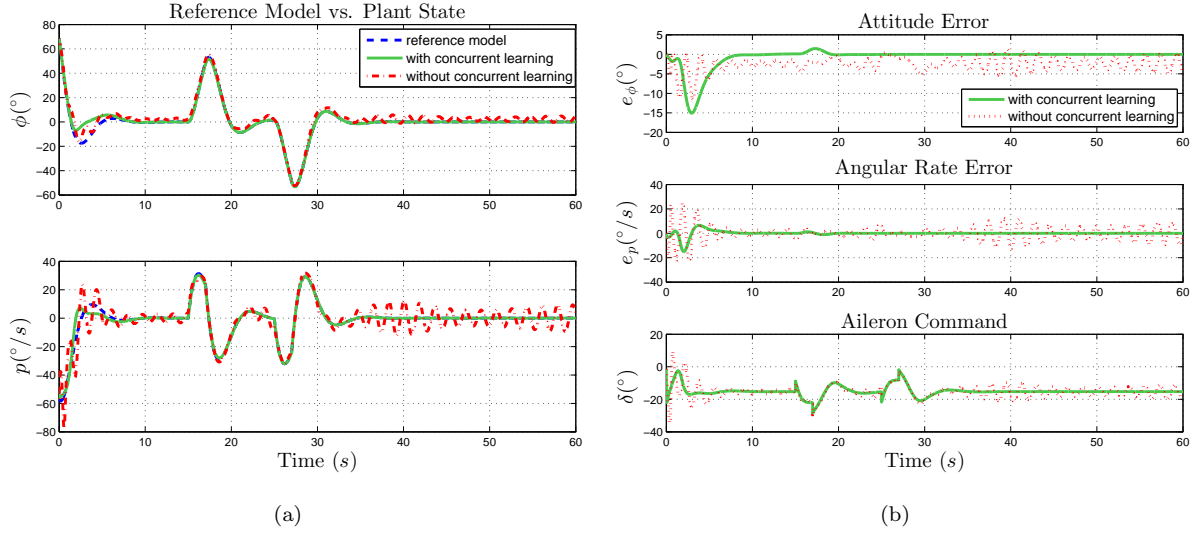 Reference Model vs. Plant State
80
60
40
20
0
−20
−40
−60
ϕ(°)
reference model
with concurrent learning
without concurrent learning
0 10 20 30 40 50 60
40
20
0
−20
−40
−60
−80
p(°/s)
0 10 20 30 40 50 60
Time (s)
(a)
Attitude Error
5
0
−5
−10
−15
−20
e_ϕ(°)
with concurrent learning
without concurrent learning
0 10 20 30 40 50 60
Angular Rate Error
40
20
0
−20
−40
e_p(°/s)
0 10 20 30 40 50 60
Aileron Command
20
0
−20
−40
δ(°)
0 10 20 30 40 50 60
Time (s)
(b)